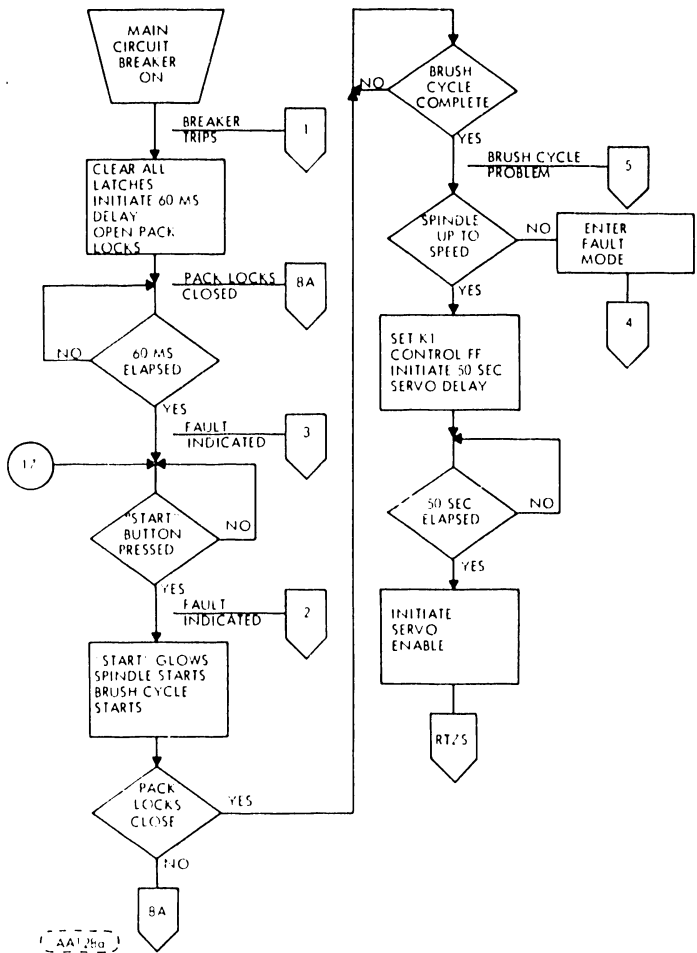 MAIN
CIRCUIT
BREAKER
ON
BREAKER
TRIPS
1
CLEAR ALL
LATCHES
INITIATE 60 MS
DELAY
OPEN PACK
LOCKS
PACK LOCKS
CLOSED
8A
60 MS
ELAPSED
NO
YES
FAULT
INDICATED
3
17
"START"
BUTTON
PRESSED
NO
YES
FAULT
INDICATED
2
"START" GLOWS
SPINDLE STARTS
BRUSH CYCLE
STARTS
PACK
LOCKS
CLOSE
YES
NO
8A
BRUSH
CYCLE
COMPLETE
NO
YES
BRUSH CYCLE
PROBLEM
5
SPINDLE
UP TO
SPEED
NO
ENTER
FAULT
MODE
4
YES
SET K1
CONTROL FF
INITIATE 50 SEC
SERVO DELAY
50 SEC
ELAPSED
NO
YES
INITIATE
SERVO
ENABLE
RTZS
AA128a